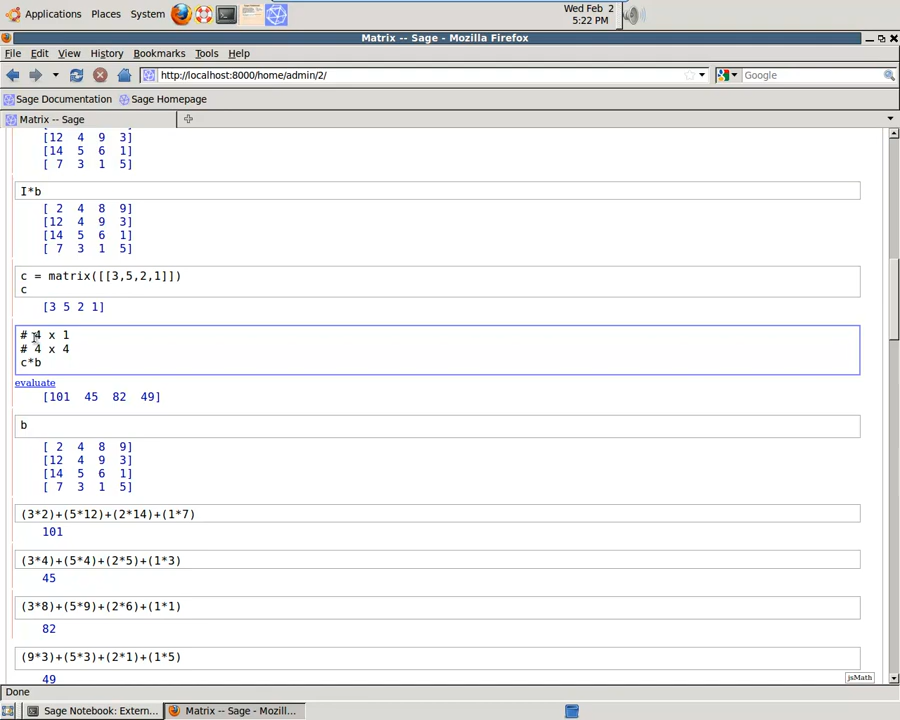 Applications Places System
Wed Feb 2
5:22 PM
Matrix -- Sage - Mozilla Firefox
File Edit View History Bookmarks Tools Help
http://localhost:8000/home/admin/2/
Google
Sage Documentation Sage Homepage
Matrix -- Sage
[12 4 9 3]
[14 5 6 1]
[ 7 3 1 5]
I*b
[ 2 4 8 9]
[12 4 9 3]
[14 5 6 1]
[ 7 3 1 5]
c = matrix([[3,5,2,1]])
c
[3 5 2 1]
# 4 x 1
# 4 x 4
c*b
evaluate
[101 45 82 49]
b
[ 2 4 8 9]
[12 4 9 3]
[14 5 6 1]
[ 7 3 1 5]
(3*2)+(5*12)+(2*14)+(1*7)
101
(3*4)+(5*4)+(2*5)+(1*3)
45
(3*8)+(5*9)+(2*6)+(1*1)
82
(9*3)+(5*3)+(2*1)+(1*5)
49
jsMath
Done
Sage Notebook: Extern...
Matrix -- Sage - Mozill...